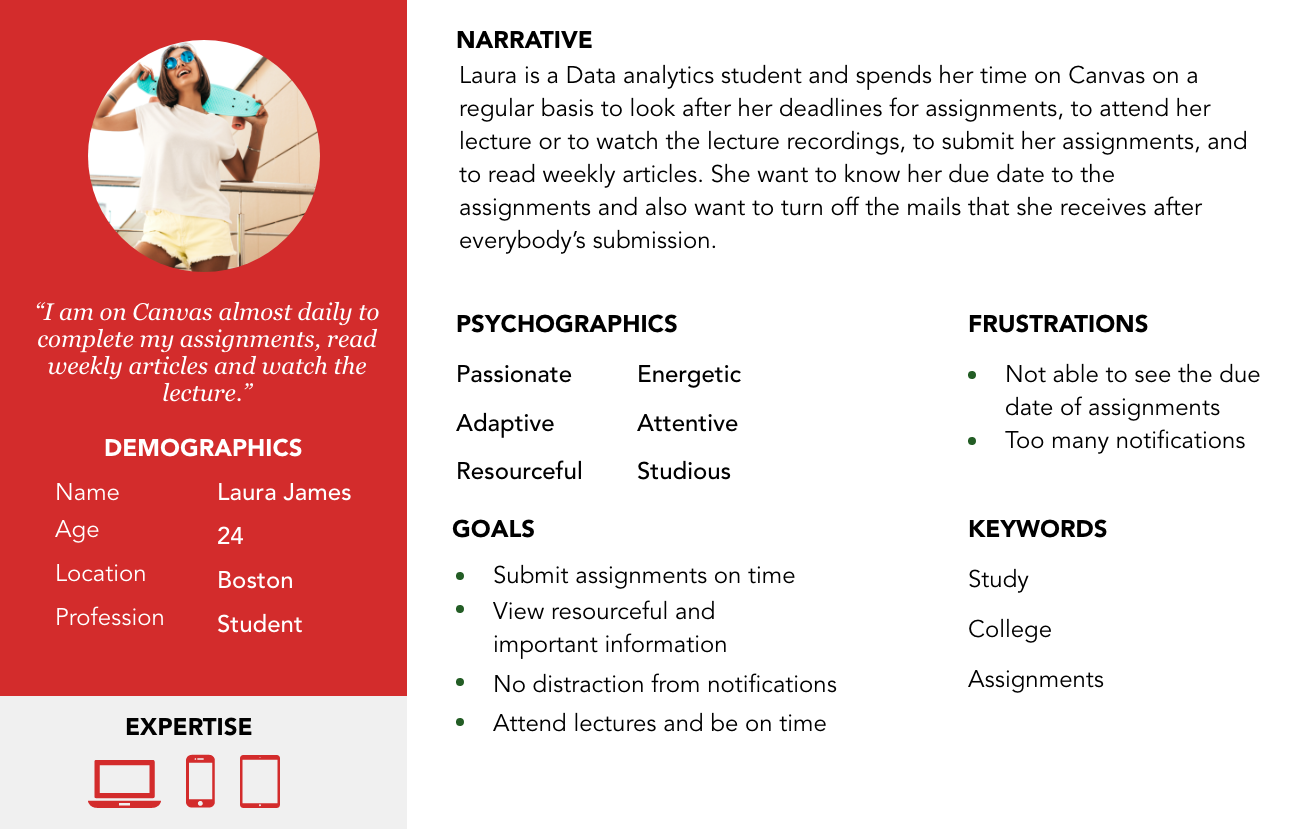 “I am on Canvas almost daily to
complete my assignments, read
weekly articles and watch the
lecture.”
DEMOGRAPHICS
Name Laura James
Age 24
Location Boston
Profession Student
EXPERTISE
NARRATIVE
Laura is a Data analytics student and spends her time on Canvas on a
regular basis to look after her deadlines for assignments, to attend her
lecture or to watch the lecture recordings, to submit her assignments, and
to read weekly articles. She want to know her due date to the
assignments and also want to turn off the mails that she receives after
everybody’s submission.
PSYCHOGRAPHICS
Passionate Energetic
Adaptive Attentive
Resourceful Studious
FRUSTRATIONS
• Not able to see the due
date of assignments
• Too many notifications
GOALS
• Submit assignments on time
• View resourceful and
important information
• No distraction from notifications
• Attend lectures and be on time
KEYWORDS
Study
College
Assignments